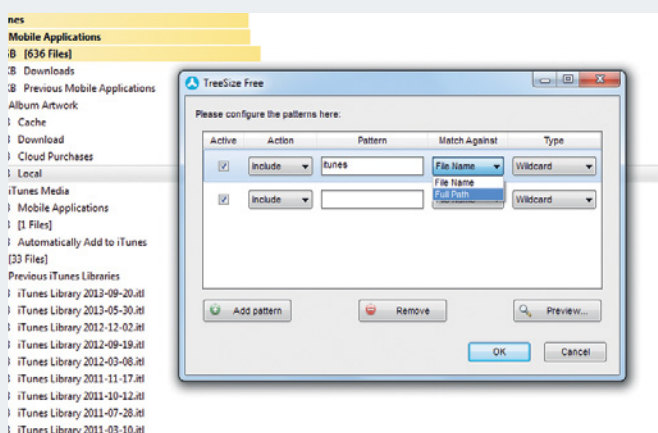 nes
Mobile Applications
[636 Files]
Downloads
Previous Mobile Applications
Album Artwork
Cache
Download
Cloud Purchases
Local
iTunes Media
Mobile Applications
[1 Files]
Automatically Add to iTunes
[33 Files]
Previous iTunes Libraries
iTunes Library 2013-09-20.itl
iTunes Library 2013-05-30.itl
iTunes Library 2012-12-02.itl
iTunes Library 2012-09-19.itl
iTunes Library 2012-03-08.itl
iTunes Library 2011-11-17.itl
iTunes Library 2011-10-12.itl
iTunes Library 2011-07-28.itl
iTunes Library 2011-03-10.itl
TreeSize Free
Please configure the patterns here:
Active Action Pattern Match Against Type
Include itunes File Name Wildcard
File Name
Full Path
Include Wildcard
Add pattern Remove Preview...
OK Cancel